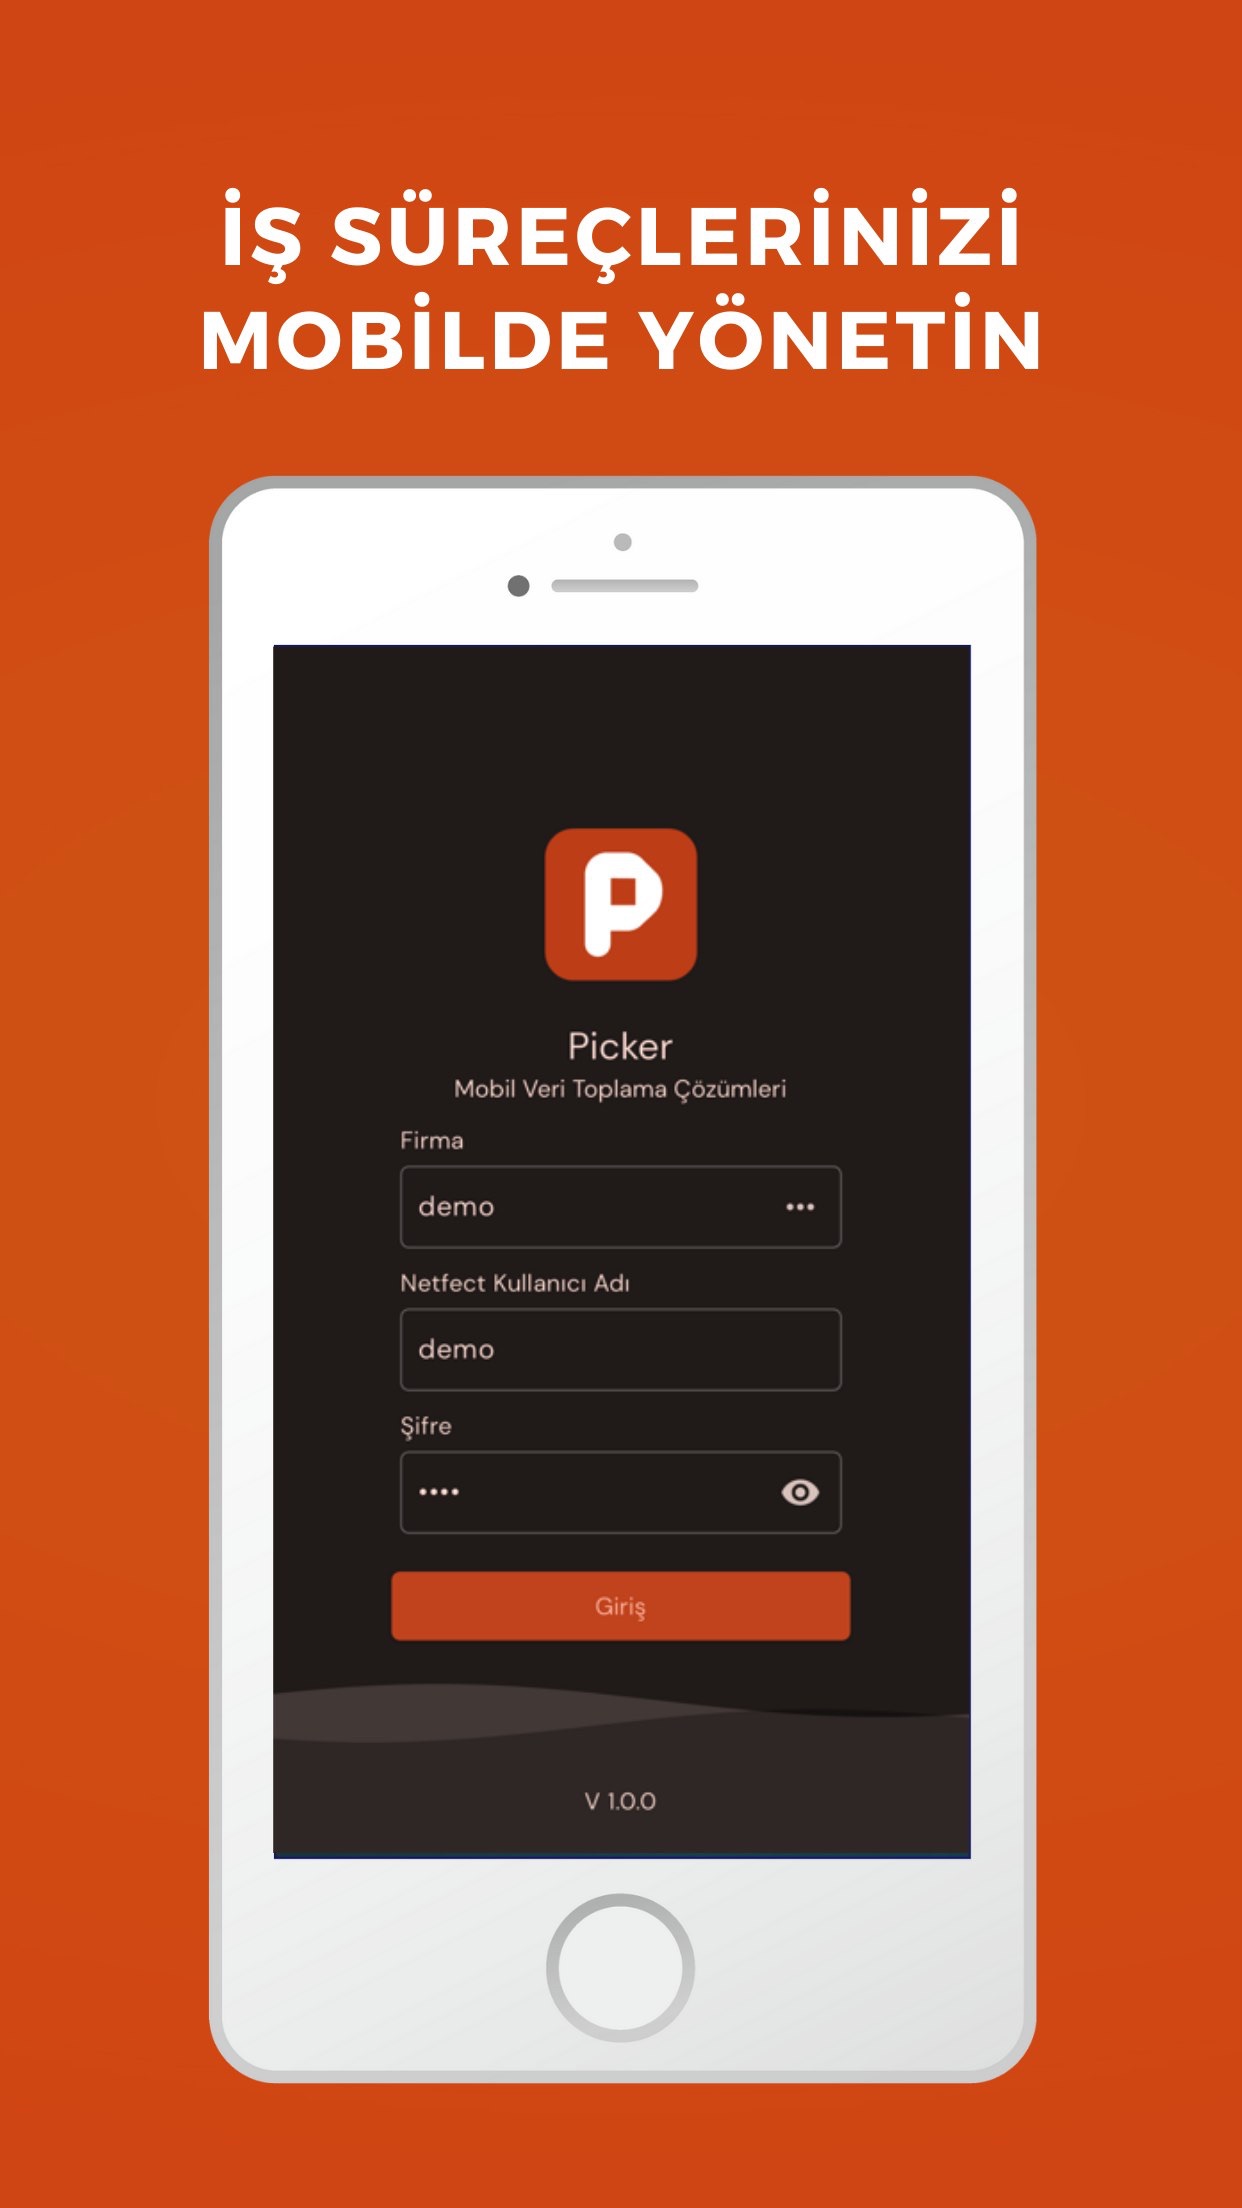 İŞ SÜREÇLERİNİZİ
MOBİLDE YÖNETİN
P
Picker
Mobil Veri Toplama Çözümleri
Firma
demo
Netfect Kullanıcı Adı
demo
Şifre
••••
Giriş
V 1.0.0